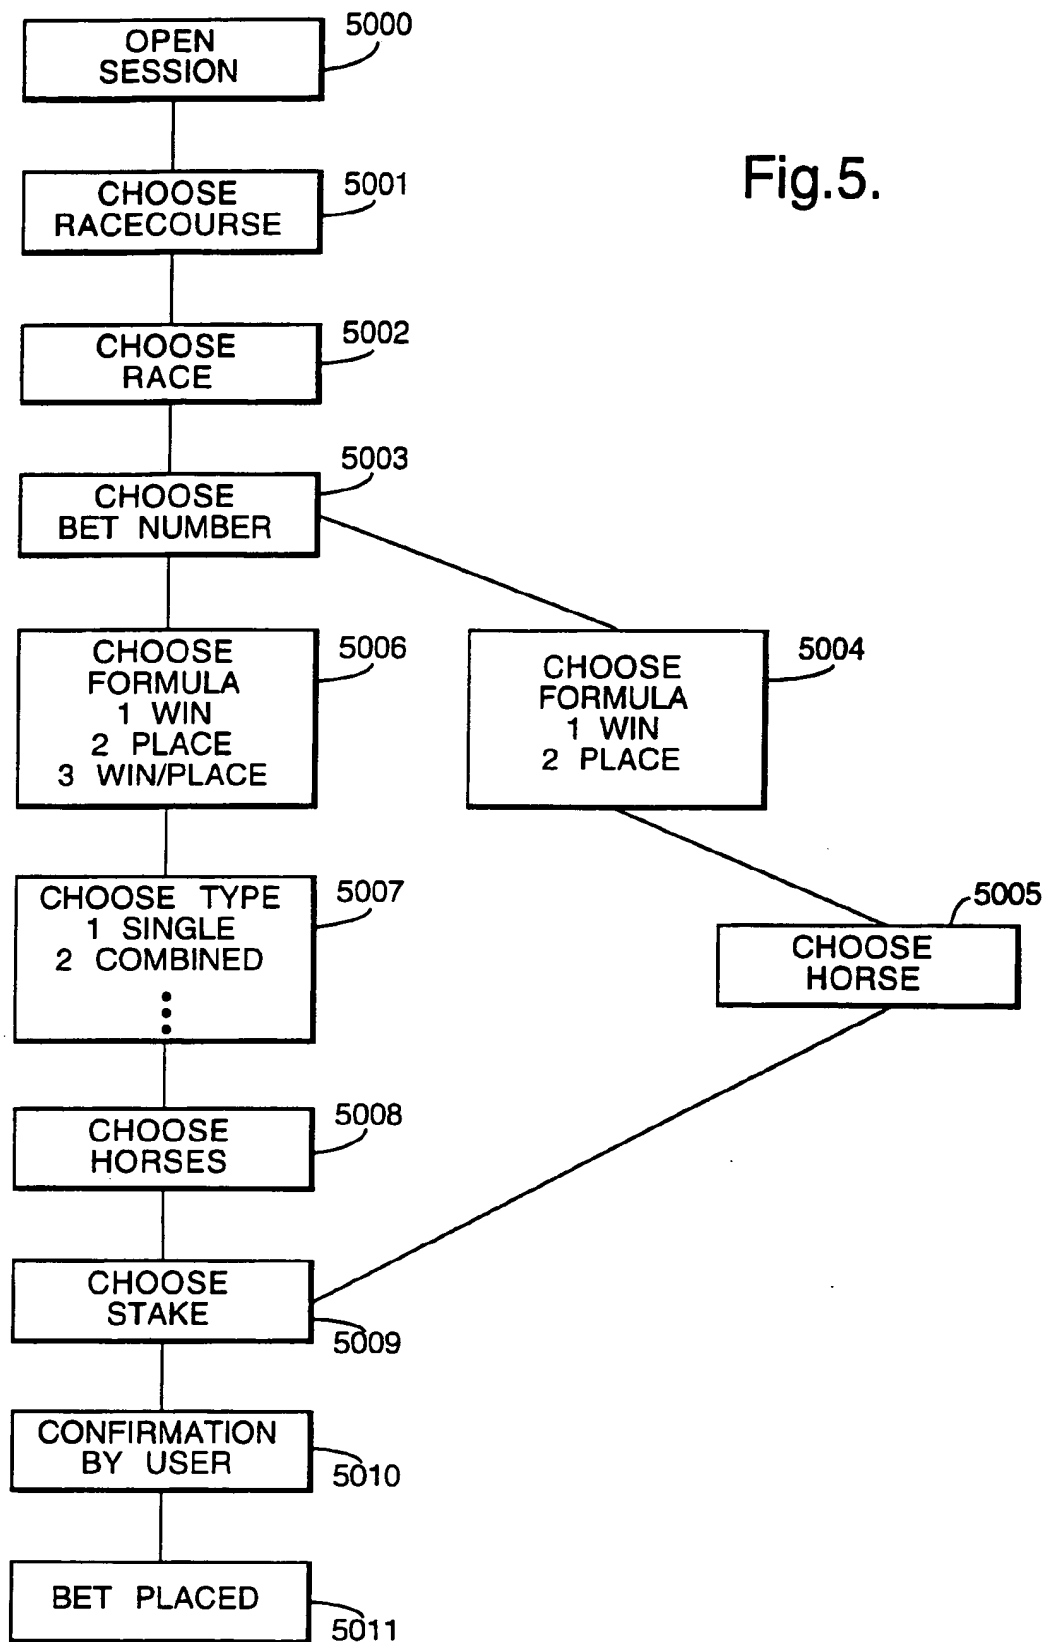 OPEN
SESSION
5000
Fig.5.
CHOOSE
RACECOURSE
5001
CHOOSE
RACE
5002
CHOOSE
BET NUMBER
5003
CHOOSE
FORMULA
1 WIN
2 PLACE
3 WIN/PLACE
5006
CHOOSE
FORMULA
1 WIN
2 PLACE
5004
CHOOSE TYPE
1 SINGLE
2 COMBINED
5007
CHOOSE
HORSE
5005
CHOOSE
HORSES
5008
CHOOSE
STAKE
5009
CONFIRMATION
BY USER
5010
BET PLACED
5011